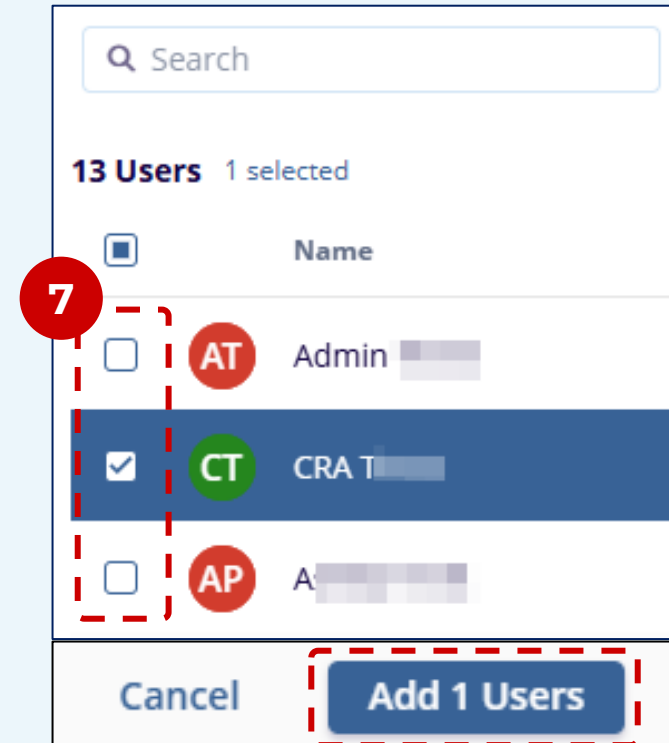 Search
13 Users 1 selected
Name
7
AT Admin
CT CRA T
AP A
Cancel Add 1 Users